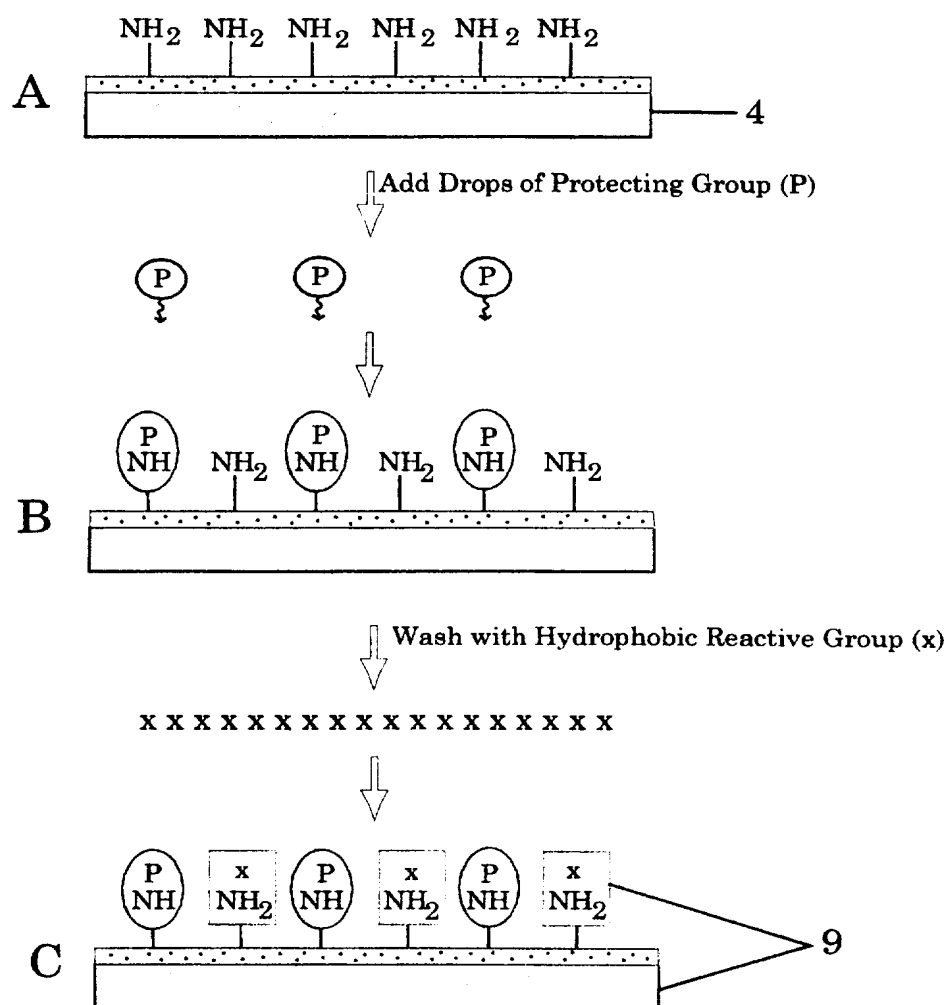 NH2 NH2 NH2 NH2 NH2 NH2
A
4
Add Drops of Protecting Group (P)
P P P
P P P
NH NH2 NH NH2 NH NH2
B
Wash with Hydrophobic Reactive Group (x)
x x x x x x x x x x x x x x x x x x
P x P x P x
NH NH2 NH NH2 NH NH2
C
9